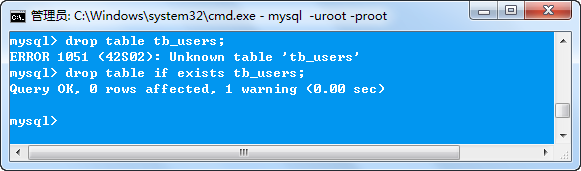 管理员: C:\Windows\system32\cmd.exe - mysql  -uroot -proot
mysql> drop table tb_users;
ERROR 1051 (42S02): Unknown table 'tb_users'
mysql> drop table if exists tb_users;
Query OK, 0 rows affected, 1 warning (0.00 sec)
mysql>